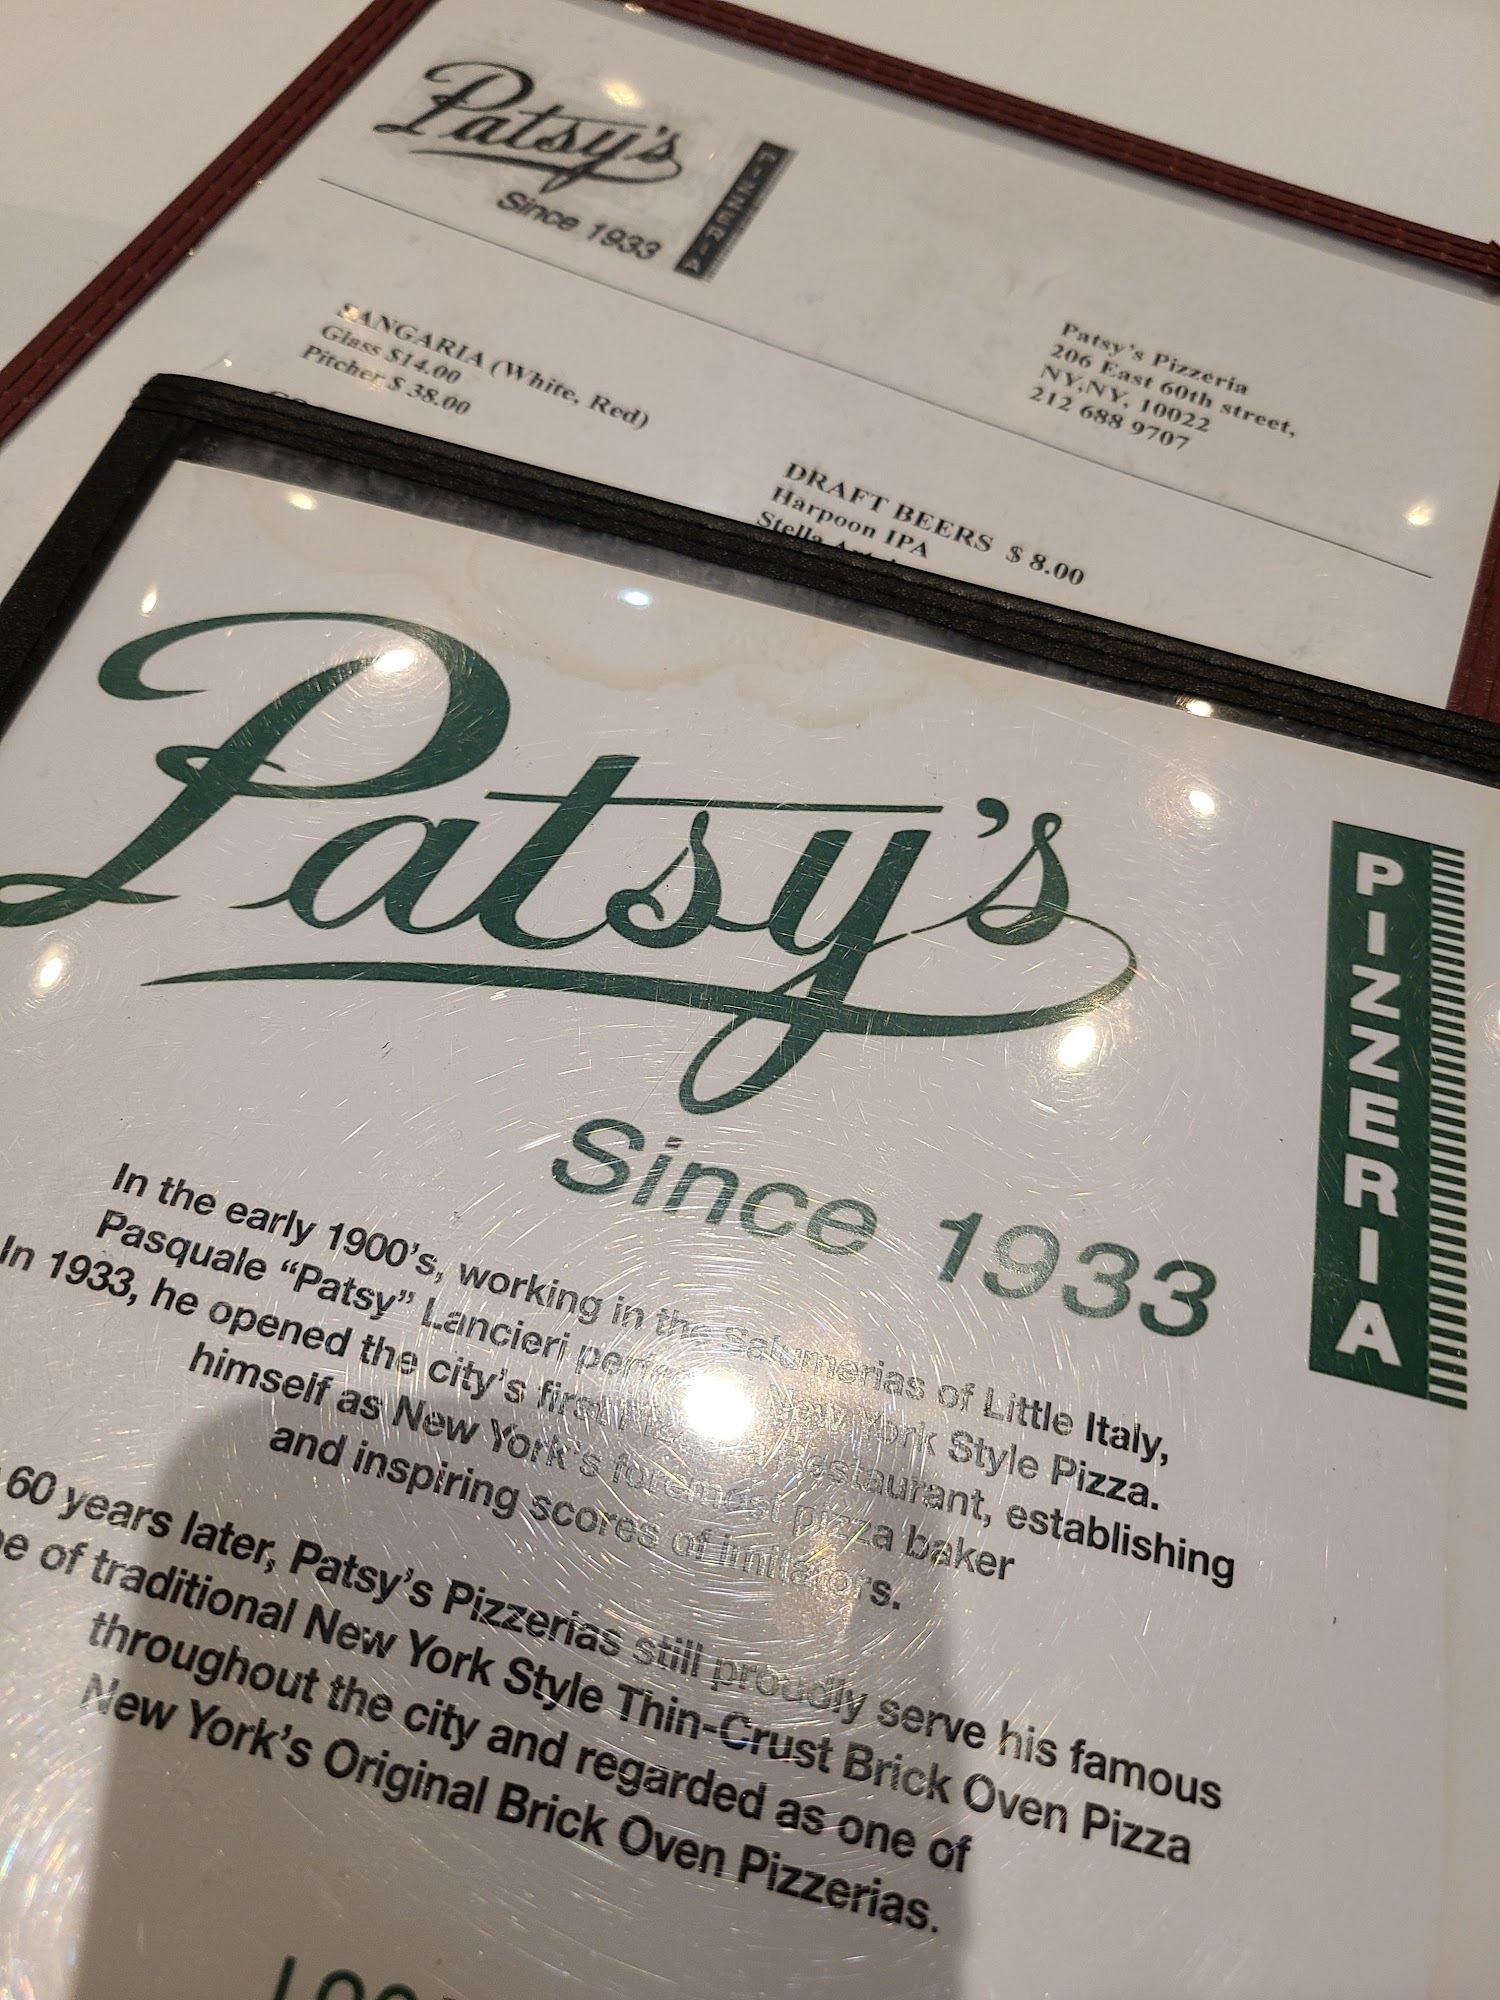 Patsy's
Since 1933
PIZZERIA
SANGARIA (White, Red)
Glass $14.00
Pitcher $ 38.00
Patsy's Pizzeria
206 East 60th street,
NY,NY, 10022
212 688 9707
DRAFT BEERS $ 8.00
Harpoon IPA
Stella
Patsy's
Since 1933
PIZZERIA
In the early 1900's, working in the salumerias of Little Italy,
Pasquale “Patsy” Lancieri New York Style Pizza.
In 1933, he opened the city's first restaurant, establishing
himself as New York's foremost pizza baker
and inspiring scores of imitators.
60 years later, Patsy's Pizzerias still proudly serve his famous
of traditional New York Style Thin-Crust Brick Oven Pizza
throughout the city and regarded as one of
New York's Original Brick Oven Pizzerias.